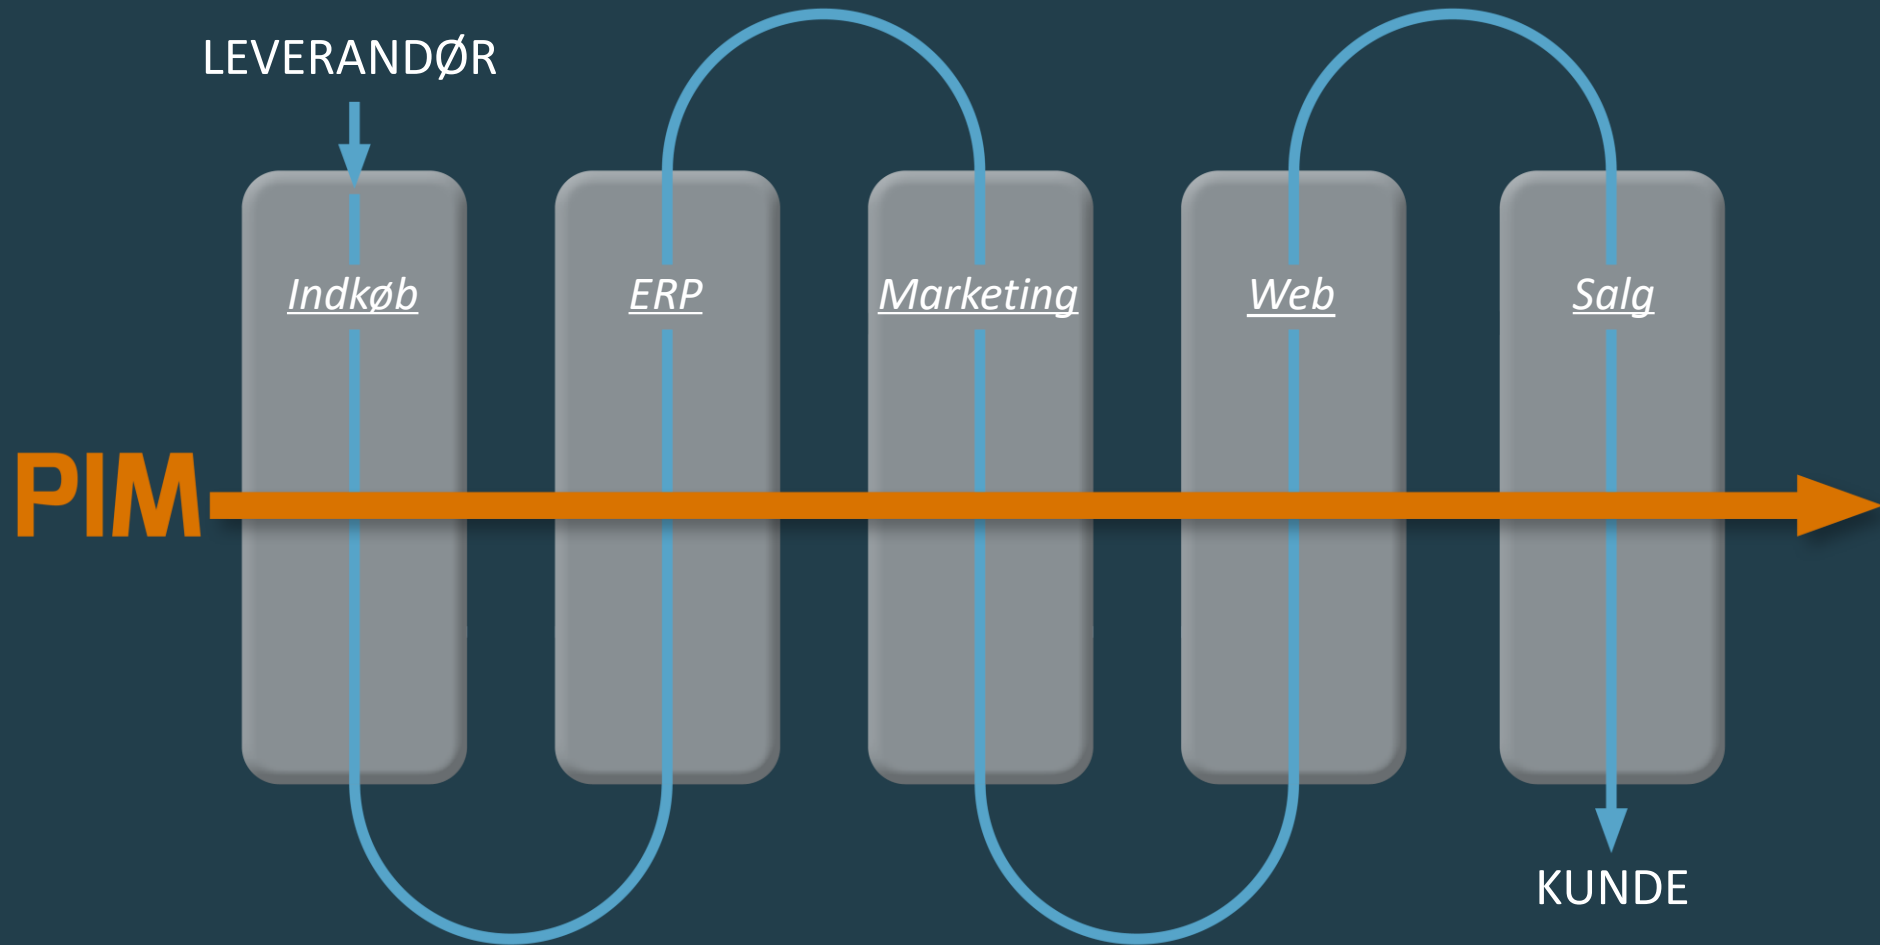 LEVERANDØR
Indkøb
ERP
Marketing
Web
Salg
PIM
KUNDE